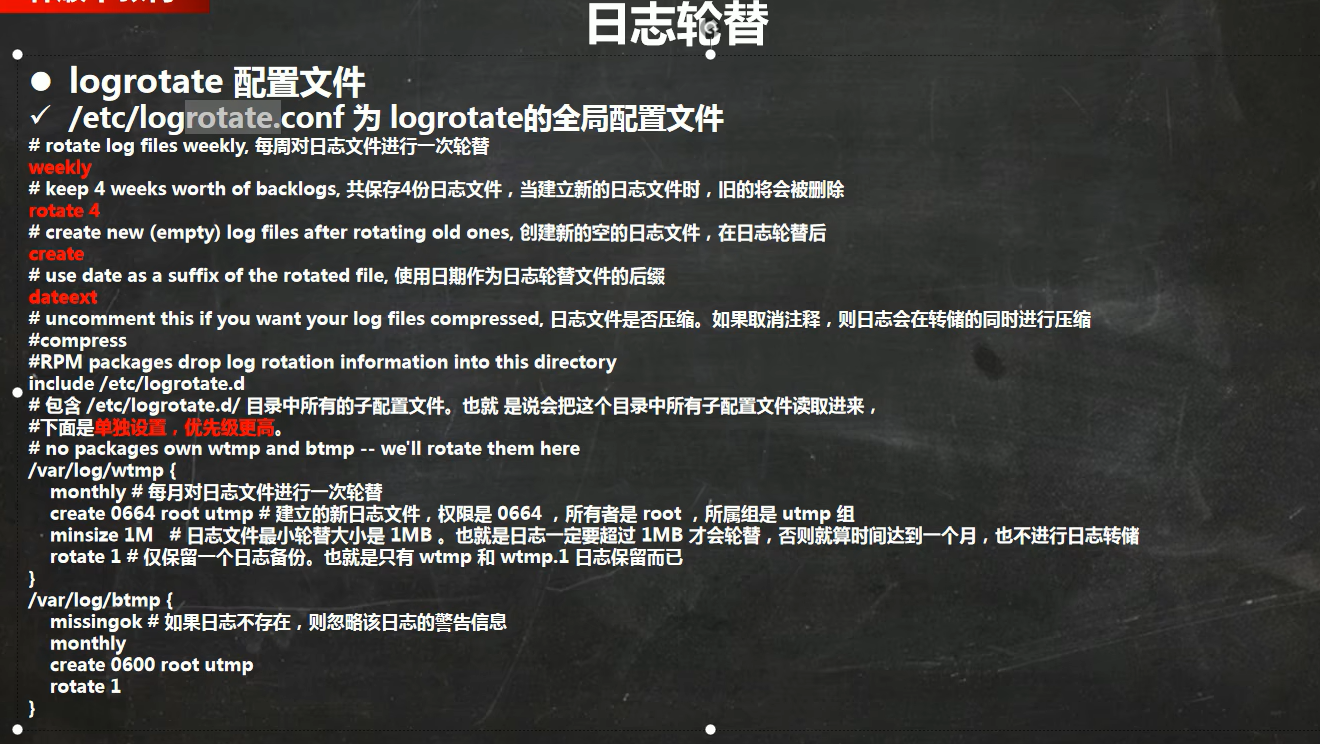 日志轮替
● logrotate 配置文件
✓ /etc/logrotate.conf 为 logrotate的全局配置文件
# rotate log files weekly, 每周对日志文件进行一次轮替
weekly
# keep 4 weeks worth of backlogs, 共保存4份日志文件，当建立新的日志文件时，旧的将会被删除
rotate 4
# create new (empty) log files after rotating old ones, 创建新的空的日志文件，在日志轮替后
create
# use date as a suffix of the rotated file, 使用日期作为日志轮替文件的后缀
dateext
# uncomment this if you want your log files compressed, 日志文件是否压缩。如果取消注释，则日志会在转储的同时进行压缩
#compress
#RPM packages drop log rotation information into this directory
include /etc/logrotate.d
# 包含 /etc/logrotate.d/ 目录中所有的子配置文件。也就 是说会把这个目录中所有子配置文件读取进来，
#下面是单独设置，优先级更高。
# no packages own wtmp and btmp -- we'll rotate them here
/var/log/wtmp {
monthly # 每月对日志文件进行一次轮替
create 0664 root utmp # 建立的新日志文件，权限是 0664 ，所有者是 root ，所属组是 utmp 组
minsize 1M # 日志文件最小轮替大小是 1MB 。也就是日志一定要超过 1MB 才会轮替，否则就算时间达到一个月，也不进行日志转储
rotate 1 # 仅保留一个日志备份。也就是只有 wtmp 和 wtmp.1 日志保留而已
}
/var/log/btmp {
missingok # 如果日志不存在，则忽略该日志的警告信息
monthly
create 0600 root utmp
rotate 1
}